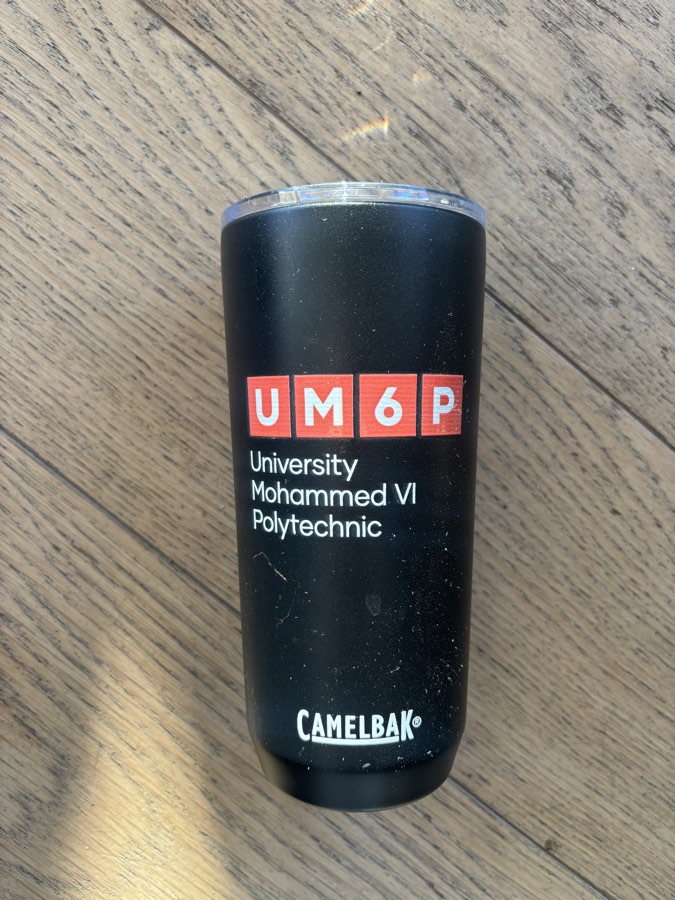 UM6P
University
Mohammed VI
Polytechnic
CAMELBAK®